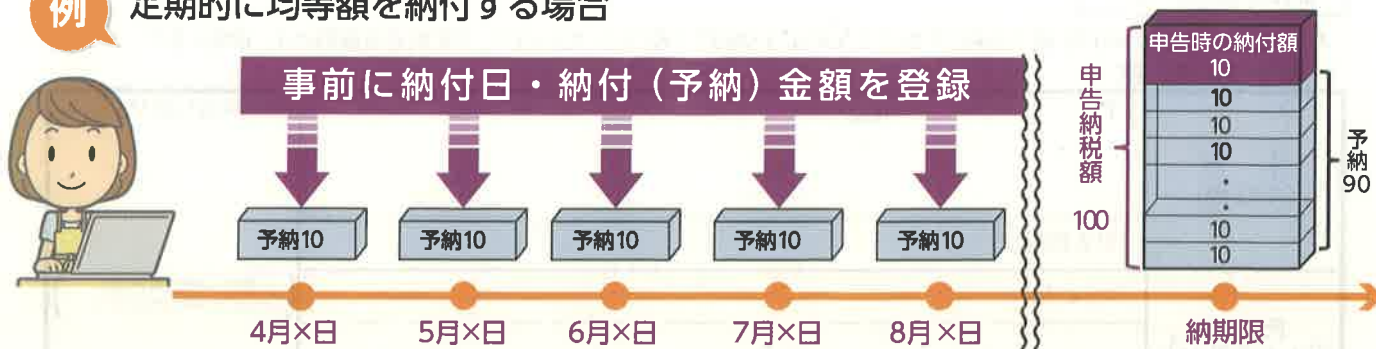 例 定期的に均等額を納付する場合
事前に納付日・納付（予納）金額を登録
予納10
予納10
予納10
予納10
予納10
4月×日
5月×日
6月×日
7月×日
8月×日
納期限
申告納税額
100
申告時の納付額
10
10
10
10
・
・
10
10
予納
90